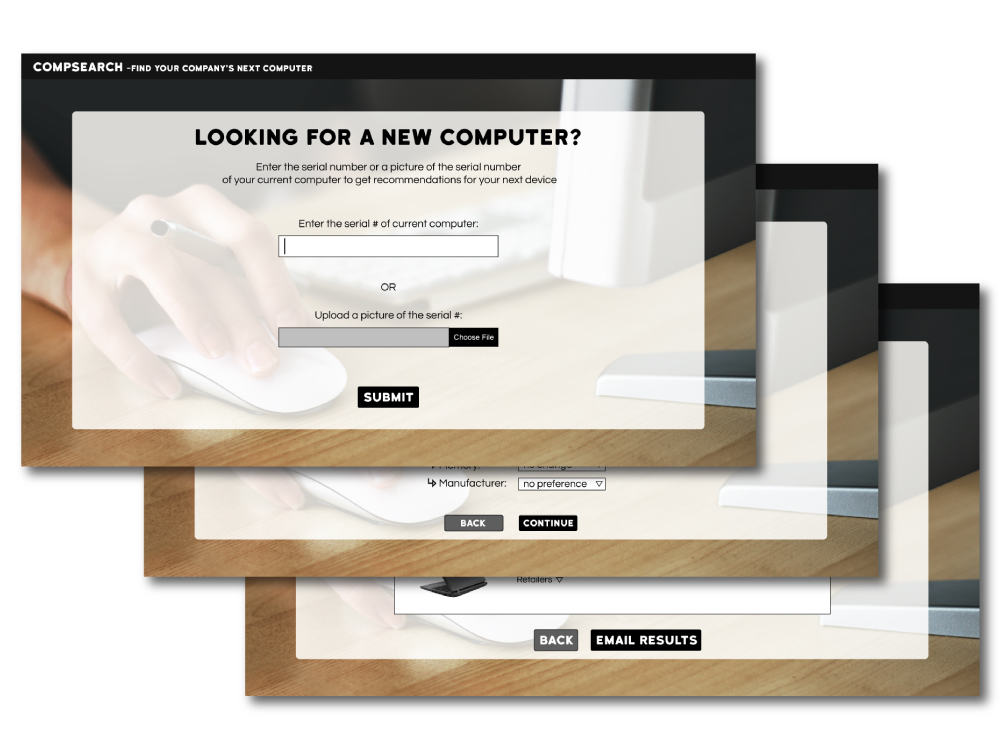 COMPSEARCH -FIND YOUR COMPANY'S NEXT COMPUTER
LOOKING FOR A NEW COMPUTER?
Enter the serial number or a picture of the serial number
of your current computer to get recommendations for your next device
Enter the serial # of current computer:
OR
Upload a picture of the serial #:
Choose File
SUBMIT
Memory: no change
Manufacturer: no preference
BACK CONTINUE
Retailers
BACK EMAIL RESULTS